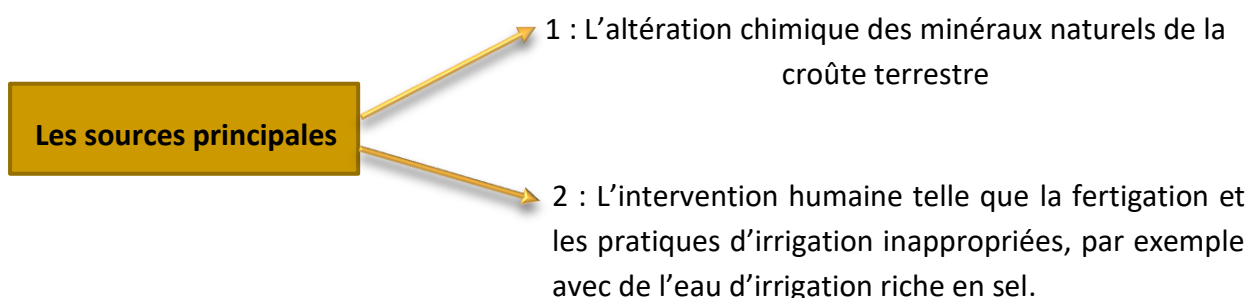 1 : L’altération chimique des minéraux naturels de la
croûte terrestre
Les sources principales
2 : L’intervention humaine telle que la fertigation et
les pratiques d’irrigation inappropriées, par exemple
avec de l’eau d’irrigation riche en sel.